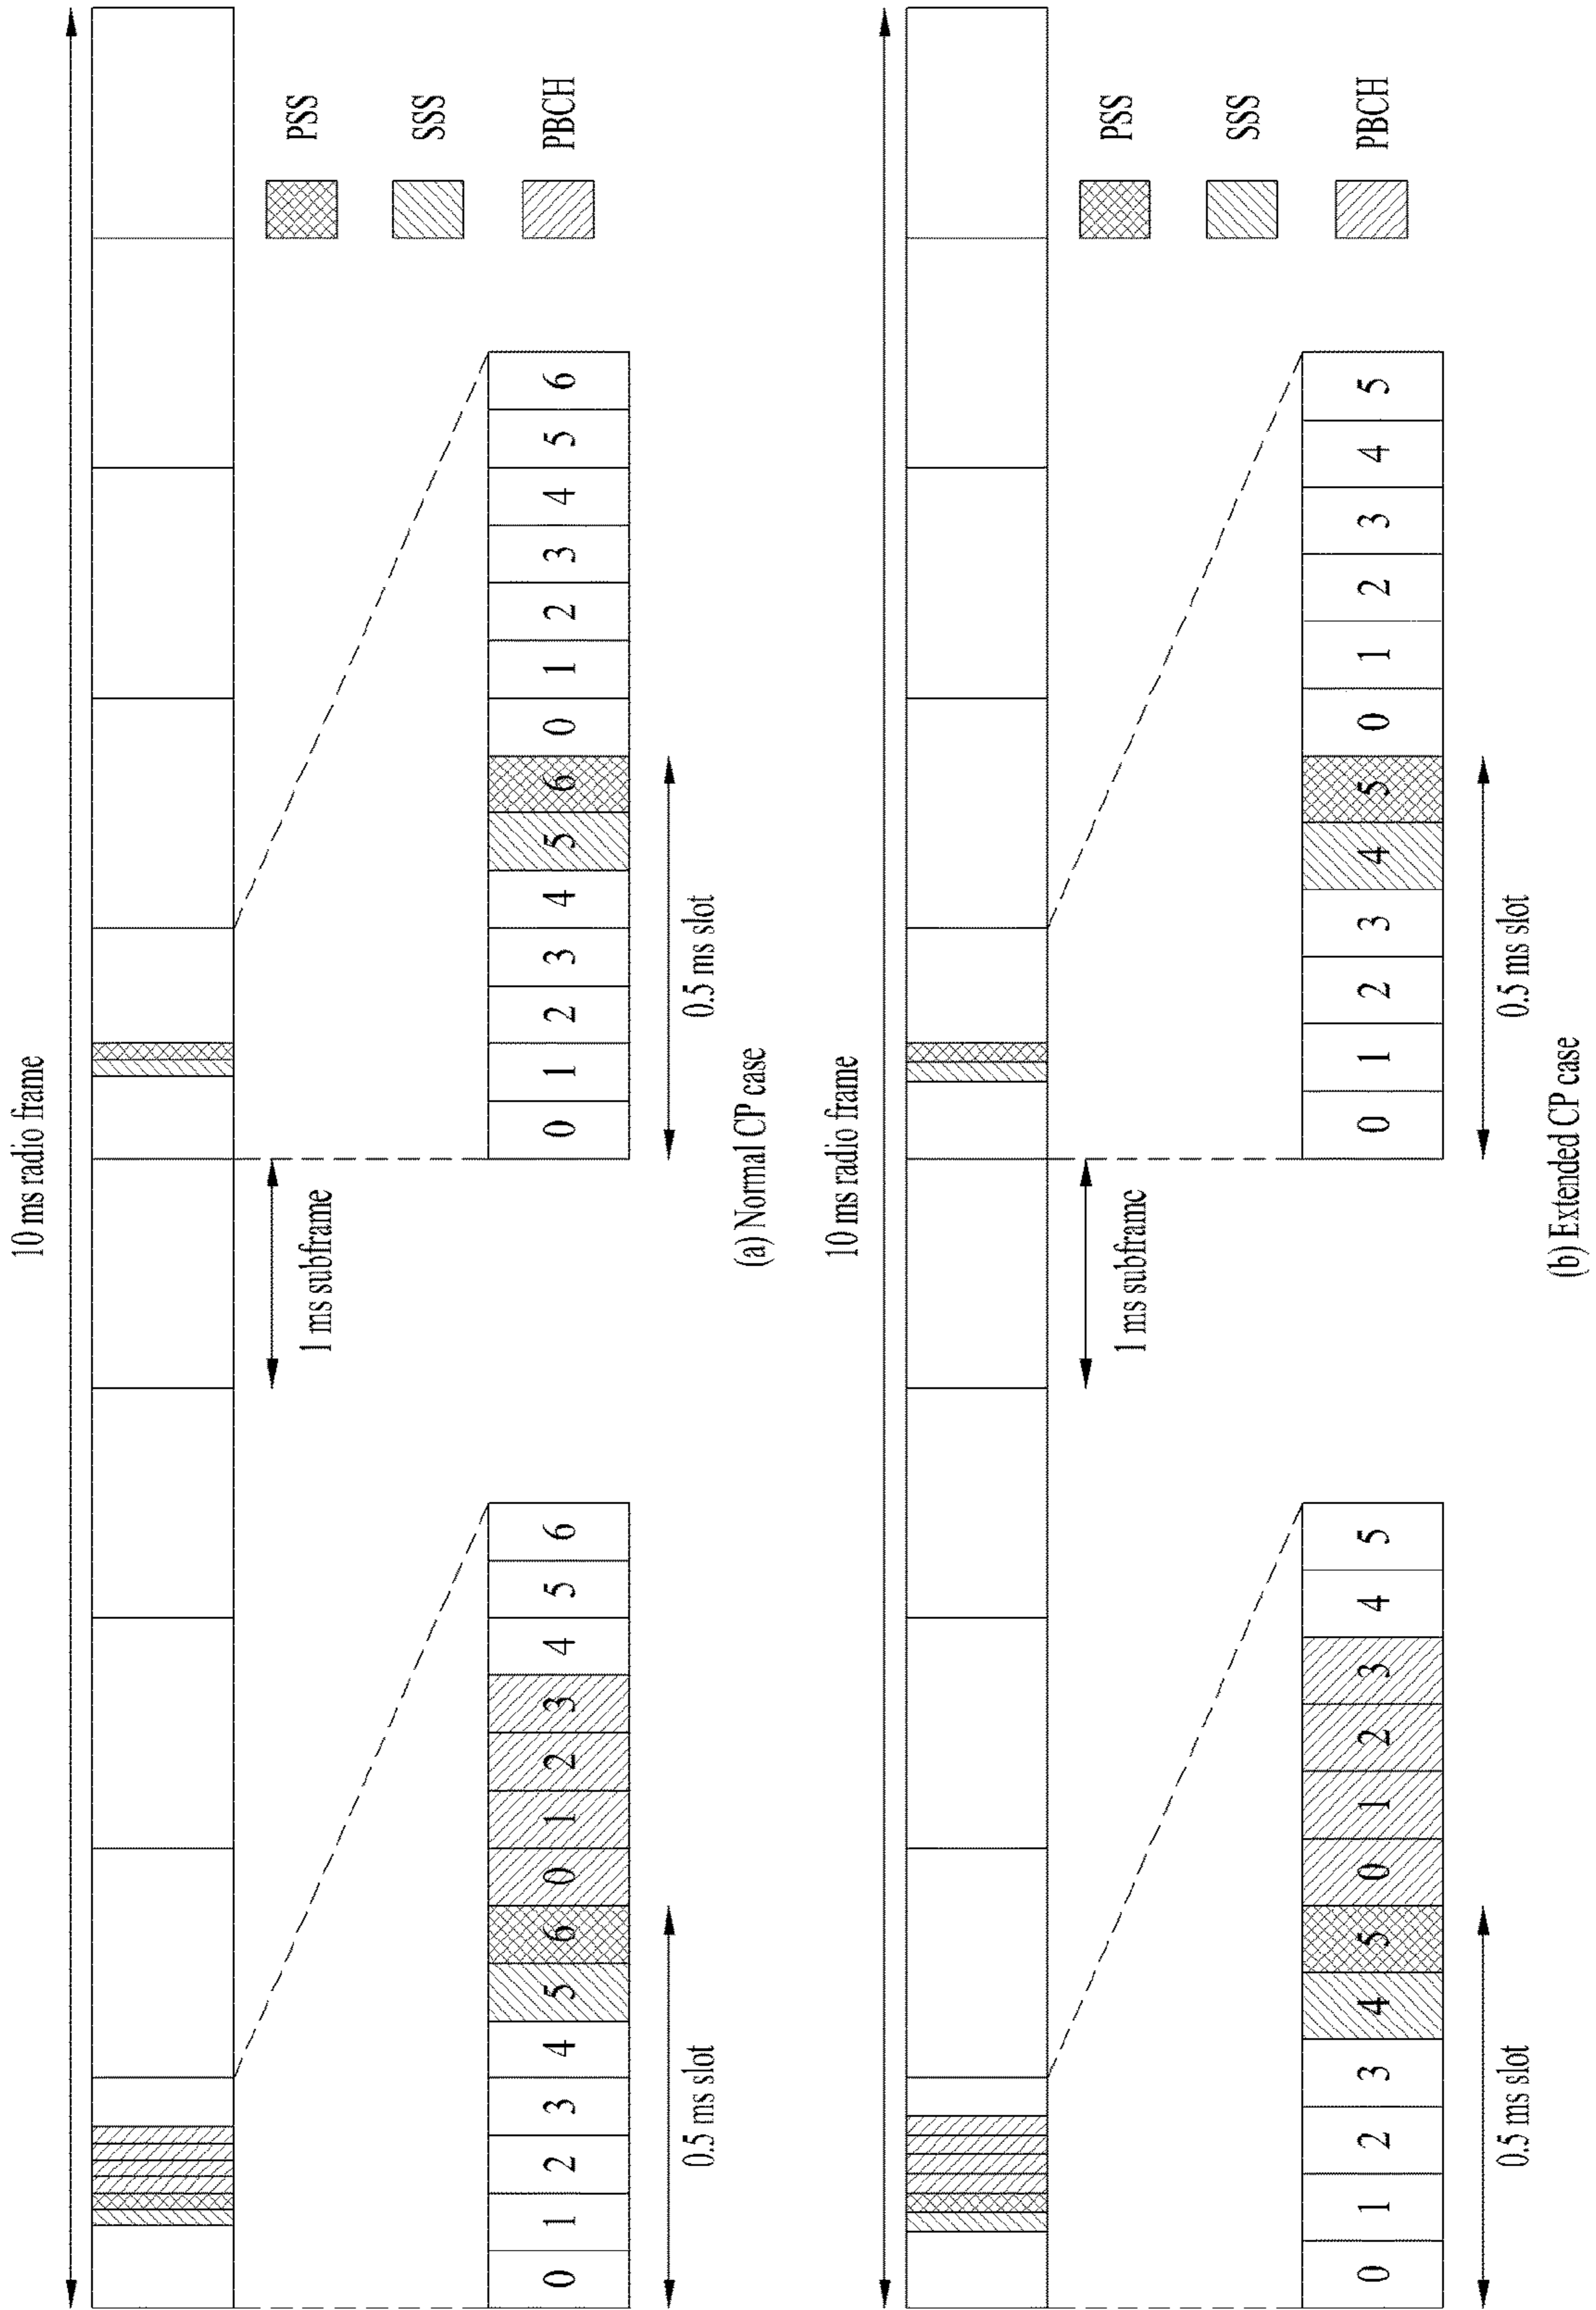 10 ms radio frame
1 ms subframe
PSS
SSS
PBCH
0 1 2 3 4 5 6 0 1 2 3 4 5 6
0 1 2 3 4 5 6 0 1 2 3 4 5 6
0.5 ms slot
0.5 ms slot
(a) Normal CP case
10 ms radio frame
1 ms subframe
PSS
SSS
PBCH
0 1 2 3 4 5 0 1 2 3 4 5
0 1 2 3 4 5 0 1 2 3 4 5
0.5 ms slot
0.5 ms slot
(b) Extended CP case